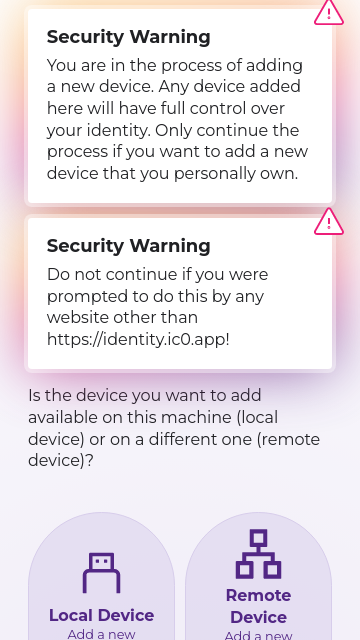 Security Warning
You are in the process of adding
a new device. Any device added
here will have full control over
your identity. Only continue the
process if you want to add a new
device that you personally own.
Security Warning
Do not continue if you were
prompted to do this by any
website other than
https://identity.ic0.app!
Is the device you want to add
available on this machine (local
device) or on a different one (remote
device)?
Local Device
Add a new
Remote
Device
Add a new